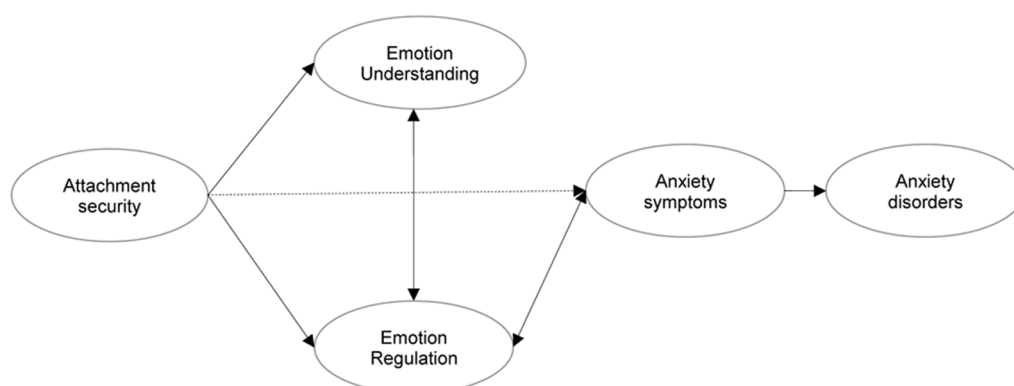 Emotion
Understanding
Attachment
security
Anxiety
symptoms
Anxiety
disorders
Emotion
Regulation